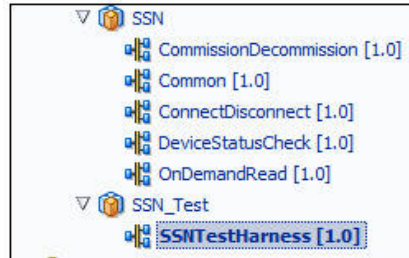 SSN
CommissionDecommission [1.0]
Common [1.0]
ConnectDisconnect [1.0]
DeviceStatusCheck [1.0]
OnDemandRead [1.0]
SSN_Test
SSNTestHarness [1.0]